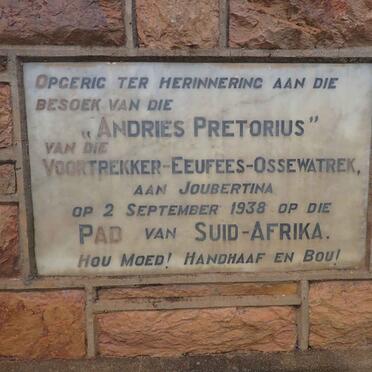 Opgerig ter herinnering aan die
besoek van die
„Andries Pretorius”
van die
Voortrekker-Eeufees-Ossewatrek,
aan Joubertina
op 2 September 1938 op die
Pad van Suid-Afrika.
Hou Moed! Handhaaf en Bou!